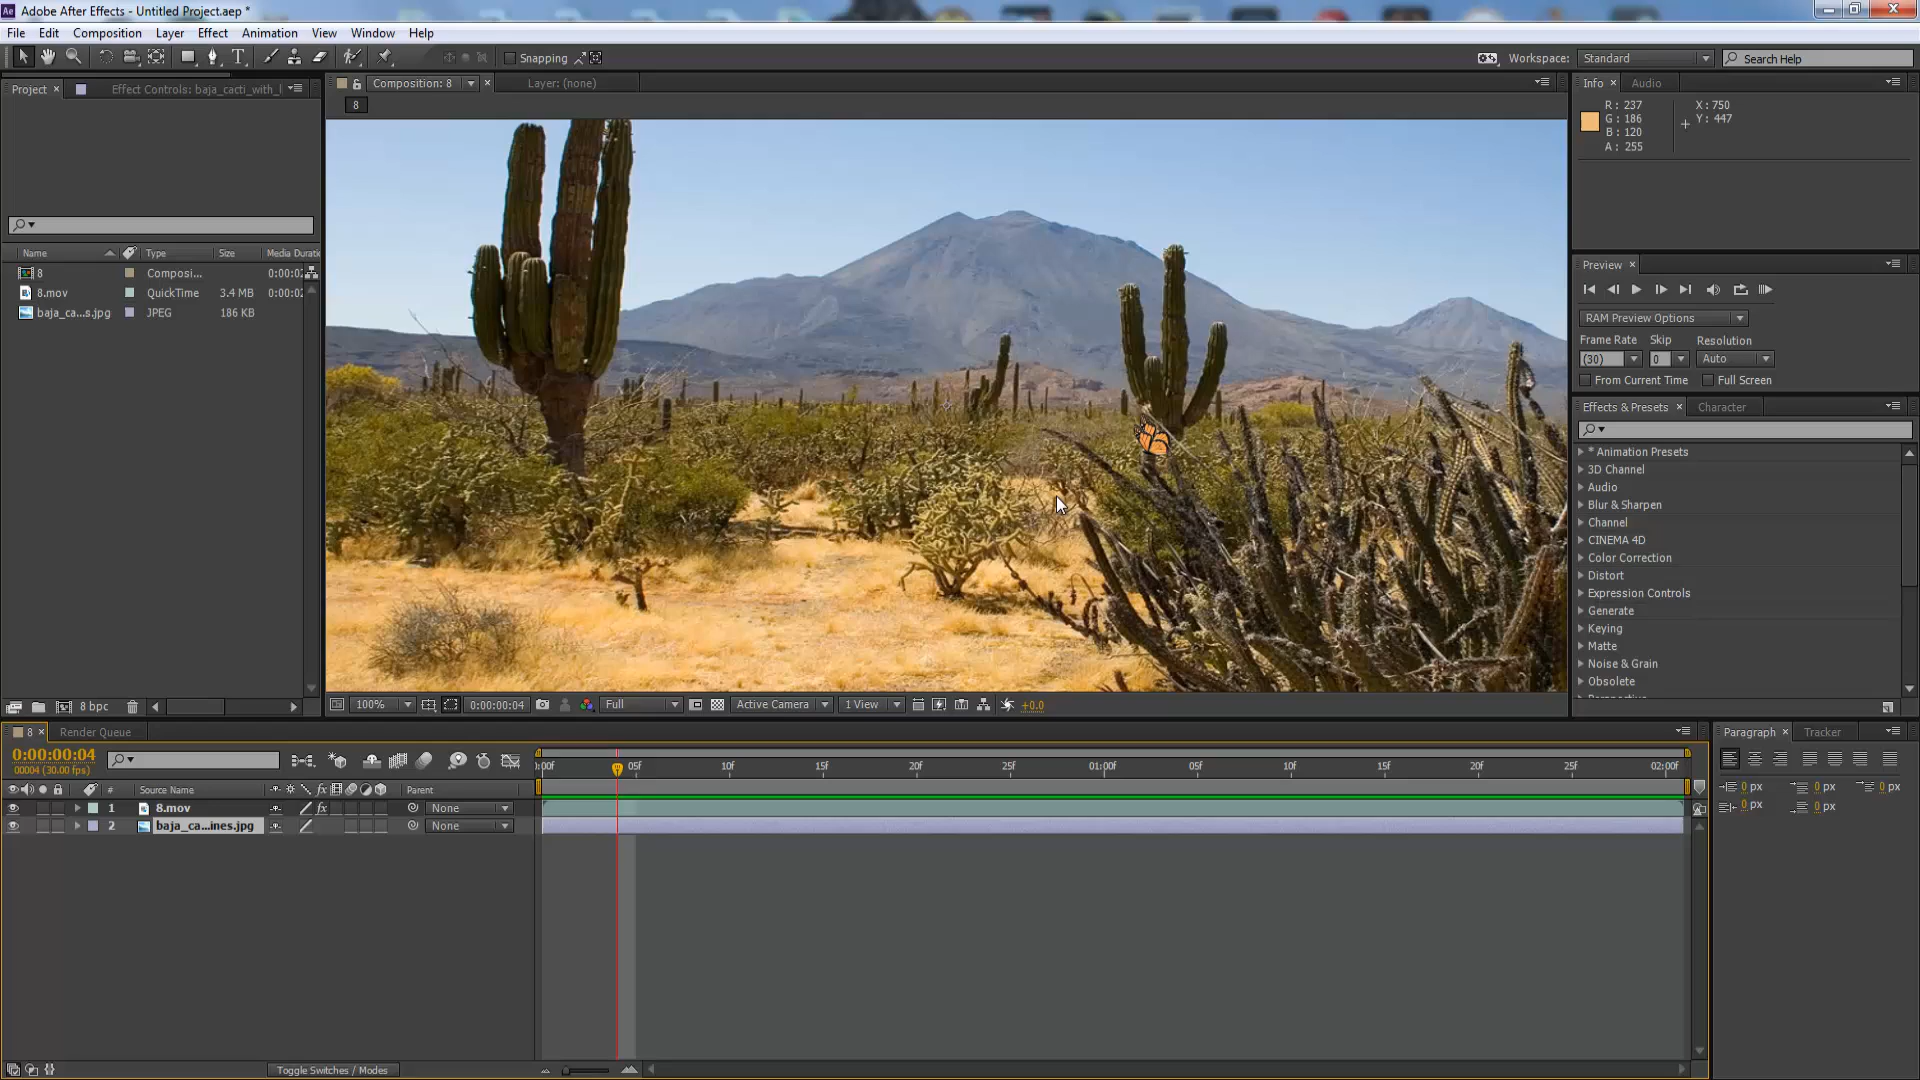 Adobe After Effects - Untitled Project.aep *
File Edit Composition Layer Effect Animation View Window Help
Snapping
Workspace: Standard
Search Help
Project
Effect Controls: baja_cacti_with_
Composition: 8
Layer: (none)
8
Name Type Size Media Duratic
8 Composi... 0:00:02
8.mov QuickTime 3.4 MB 0:00:02
baja_ca...s.jpg JPEG 186 KB
8 bpc
100%
0:00:00:04
Full
Active Camera
1 View
+0.0
Info Audio
R : 237
G : 186
B : 120
A : 255
X : 750
Y : 447
Preview
RAM Preview Options
Frame Rate Skip Resolution
(30) 0 Auto
From Current Time Full Screen
Effects & Presets Character
* Animation Presets
3D Channel
Audio
Blur & Sharpen
Channel
CINEMA 4D
Color Correction
Distort
Expression Controls
Generate
Keying
Matte
Noise & Grain
Obsolete
8 Render Queue
0:00:00:04
00004 (30.00 fps)
# Source Name Parent
1 8.mov None
2 baja_ca...ines.jpg None
05f 10f 15f 20f 25f 01:00f 05f 10f 15f 20f 25f 02:00f
Toggle Switches / Modes
Paragraph Tracker
0 px 0 px 0 px
0 px 0 px